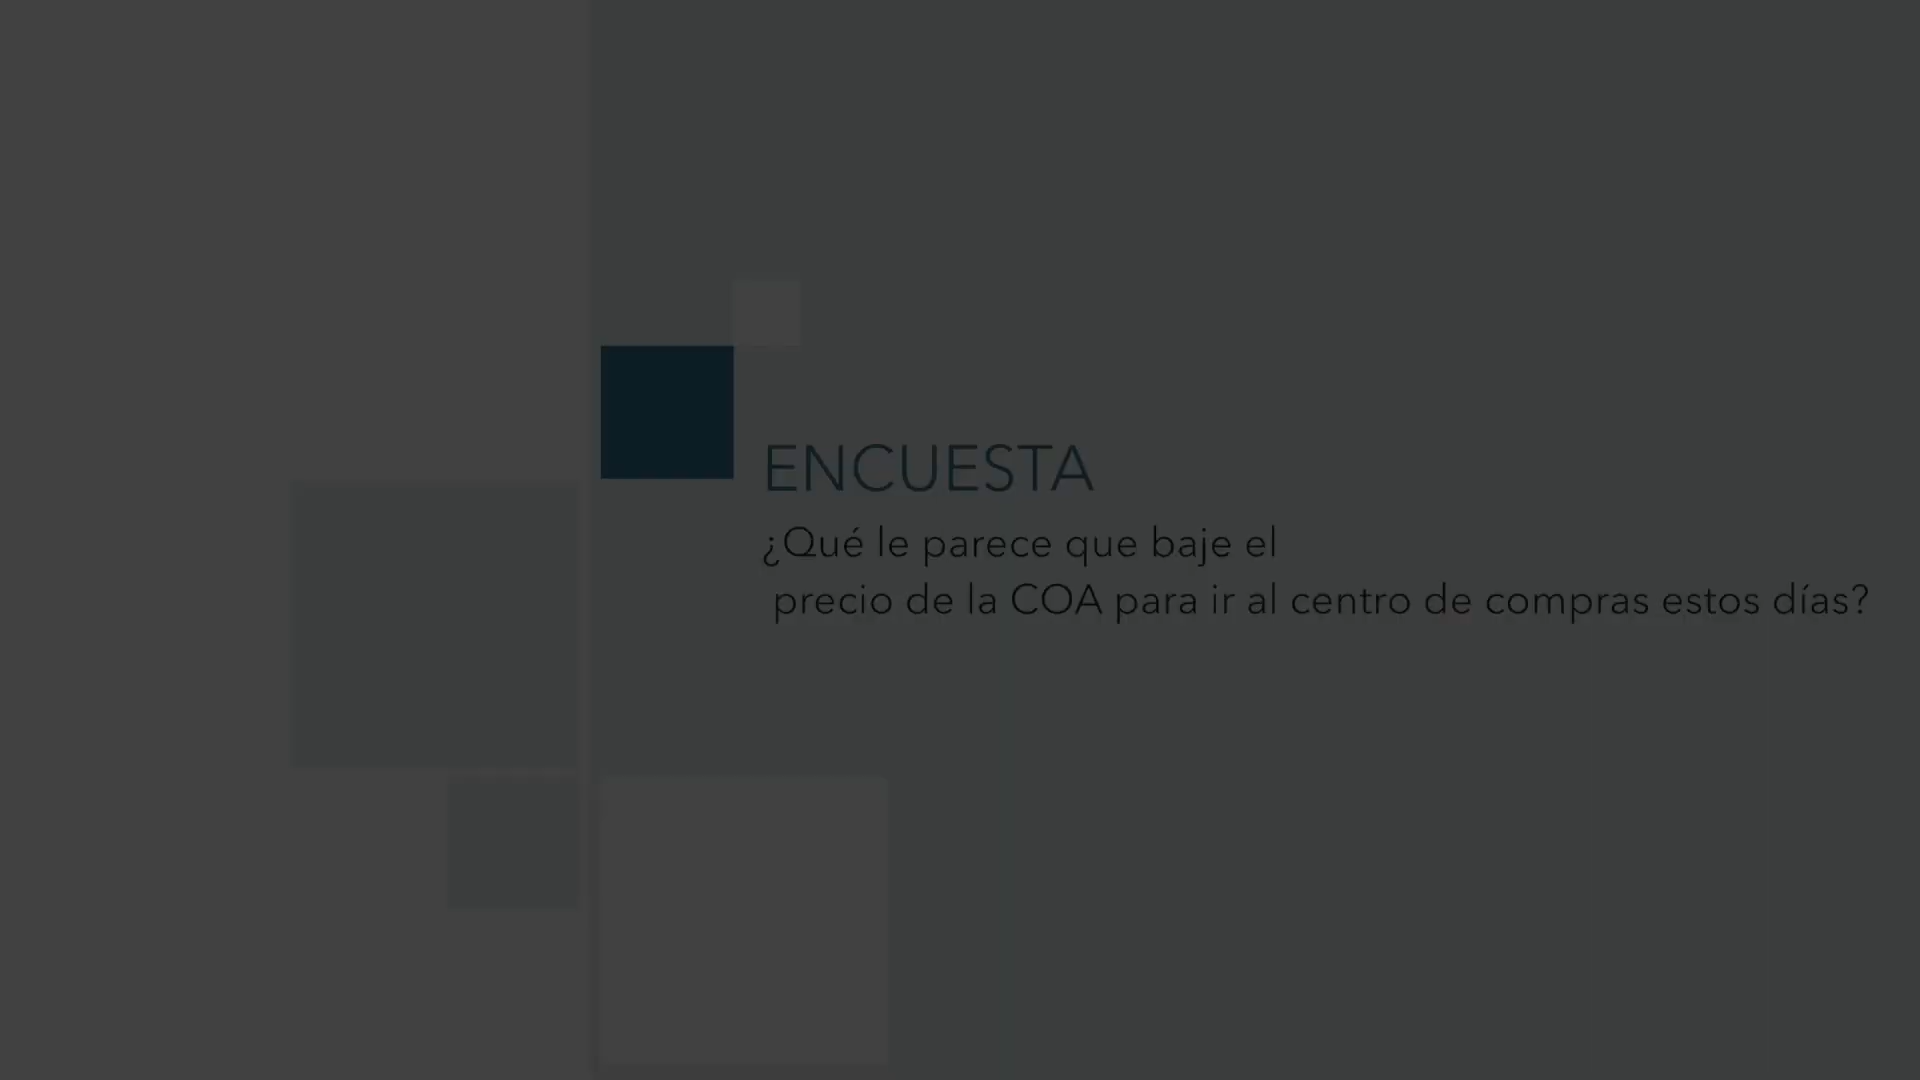 ENCUESTA
¿Qué le parece que baje el
precio de la COA para ir al centro de compras estos días?